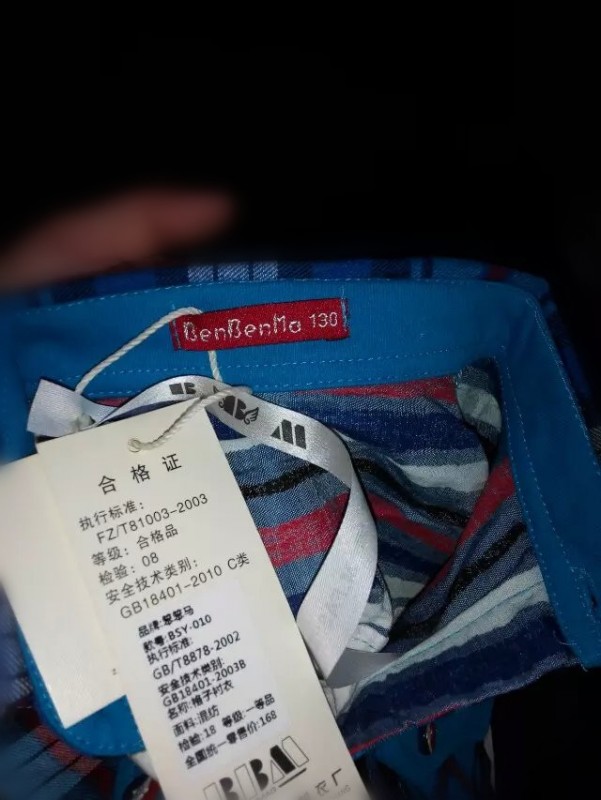 BenBenMa 130
合格证
执行标准:
FZ/T81003-2003
等级: 合格品
检验: 08
安全技术类别:
GB18401-2010 C类
品牌:笨笨马
款号:BSY-010
执行标准:
GB/T8878-2002
安全技术类别:
GB18401-2003B
名称:格子衬衣
面料:混纺
检验:18 等级:一等品
全国统一零售价:168